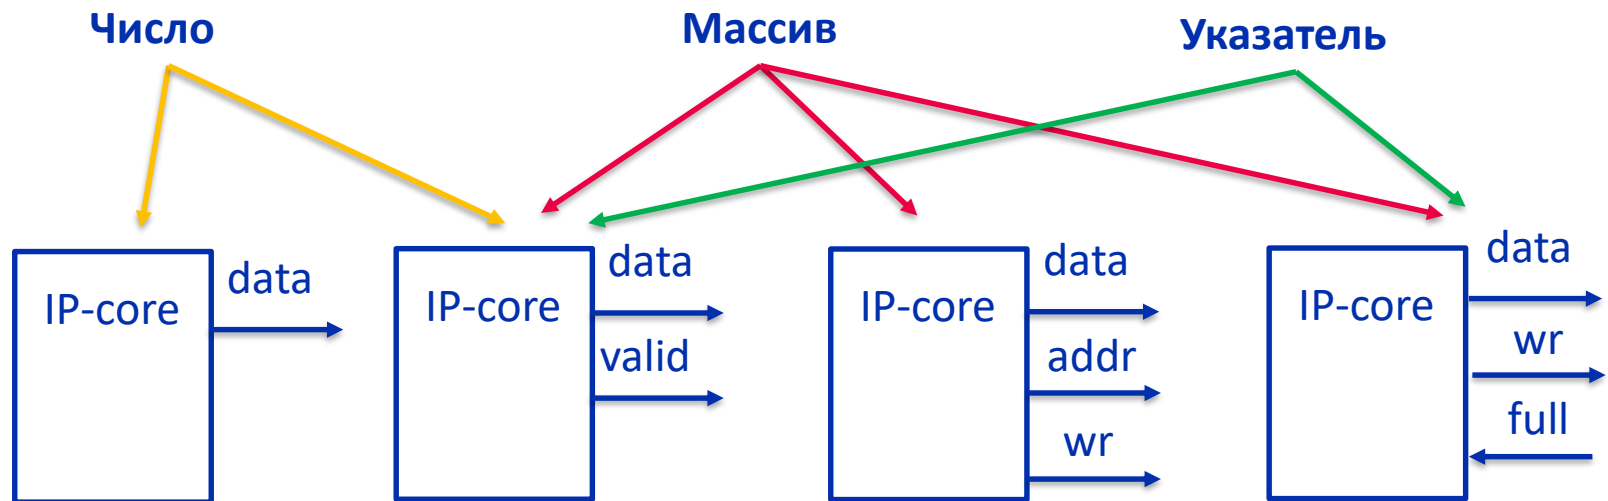 Число
Массив
Указатель
IP-core
data
IP-core
data
valid
IP-core
data
addr
wr
IP-core
data
wr
full